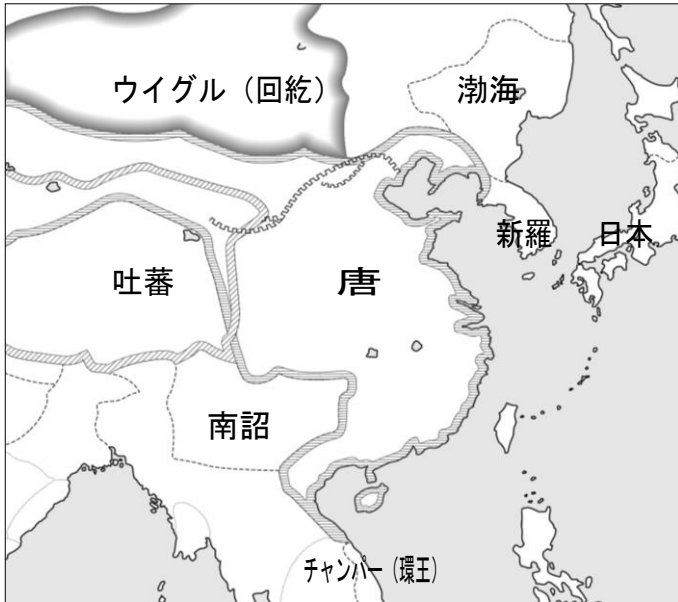 ウイグル（回紇）
渤海
新羅
日本
吐蕃
唐
南詔
チャンパー（環王）